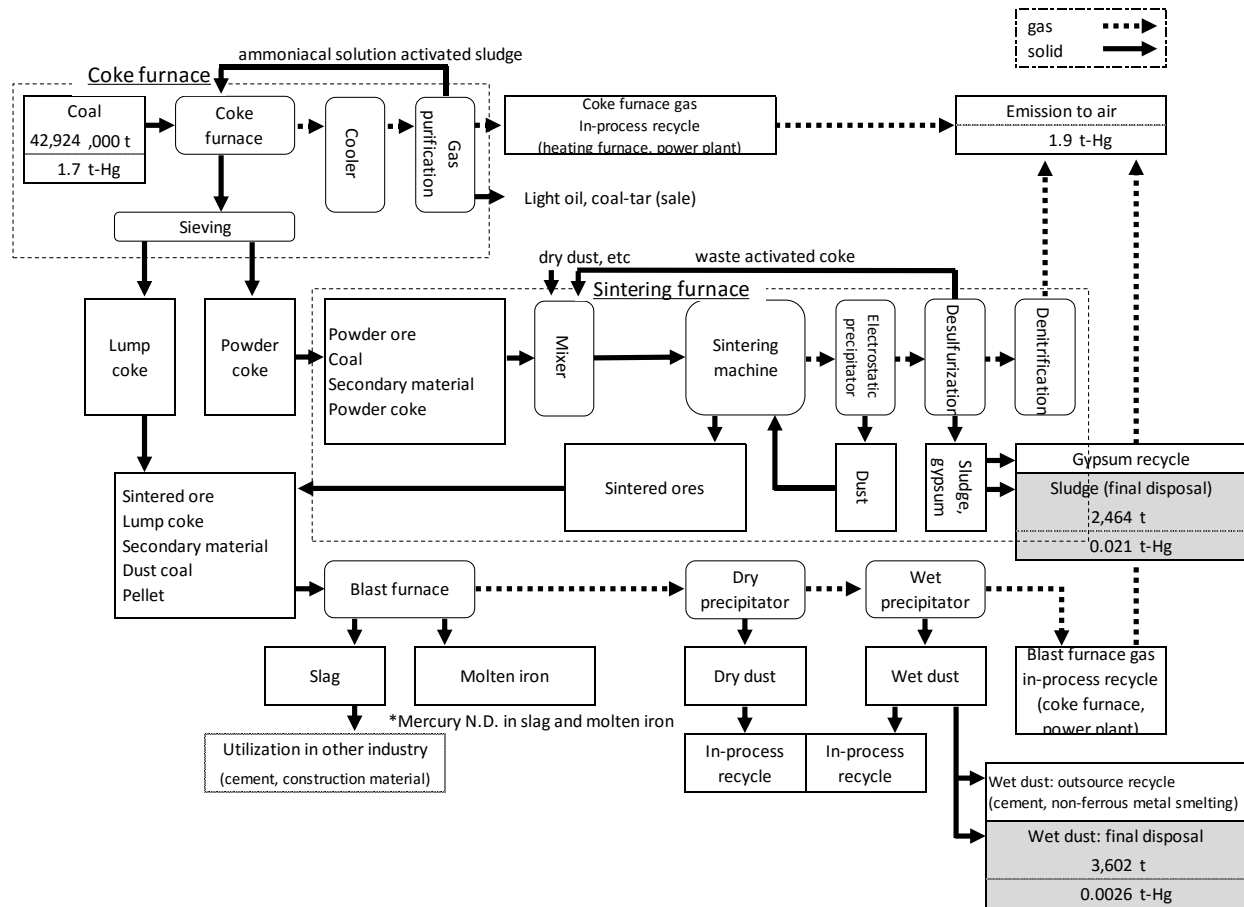 gas
solid
ammoniacal solution activated sludge
Coke furnace
Coal
42,924 ,000 t
1.7 t-Hg
Coke
furnace
Cooler
Gas
purification
Coke furnace gas
In-process recycle
(heating furnace, power plant)
Emission to air
1.9 t-Hg
Light oil, coal-tar (sale)
Sieving
dry dust, etc
waste activated coke
Sintering furnace
Lump
coke
Powder
coke
Powder ore
Coal
Secondary material
Powder coke
Mixer
Sintering
machine
Electrostatic
precipitator
Desulfurization
Denitrification
Sintered ores
Dust
Sludge,
gypsum
Gypsum recycle
Sludge (final disposal)
2,464 t
0.021 t-Hg
Sintered ore
Lump coke
Secondary material
Dust coal
Pellet
Blast furnace
Dry
precipitator
Wet
precipitator
Slag
Molten iron
Dry dust
Wet dust
Blast furnace gas
in-process recycle
(coke furnace,
power plant)
*Mercury N.D. in slag and molten iron
Utilization in other industry
(cement, construction material)
In-process
recycle
In-process
recycle
Wet dust: outsource recycle
(cement, non-ferrous metal smelting)
Wet dust: final disposal
3,602 t
0.0026 t-Hg